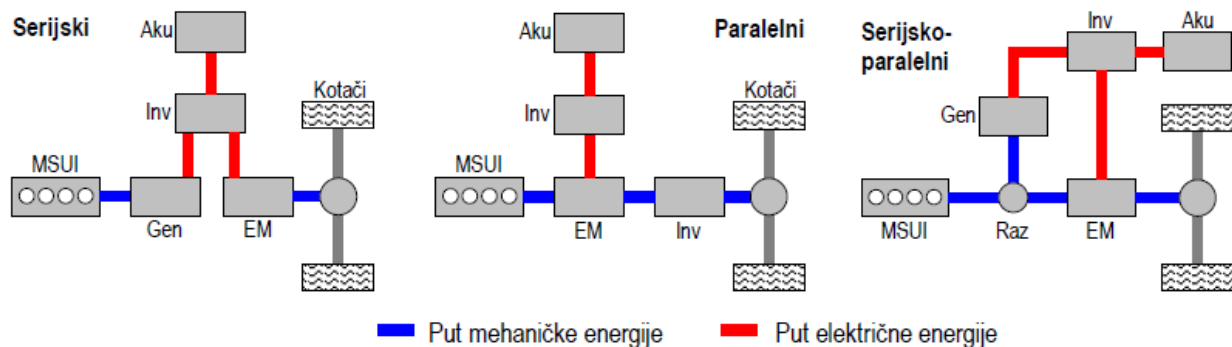 Serijski
Aku
Inv
Kotači
MSUI
Gen
EM
Paralelni
Aku
Inv
Kotači
MSUI
EM
Inv
Serijsko-
paralelni
Inv
Aku
Gen
MSUI
Raz
EM
Put mehaničke energije
Put električne energije